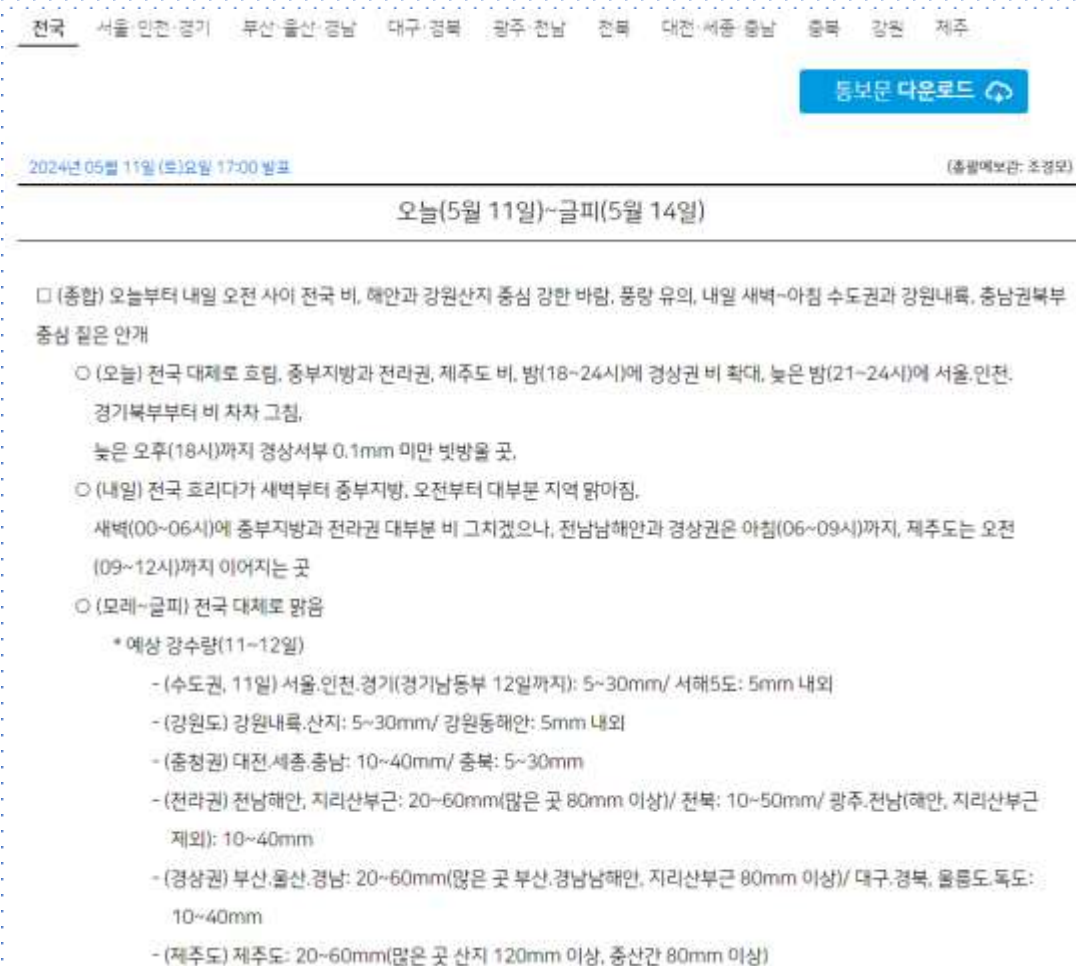 전국 서울·인천·경기 부산·울산·경남 대구·경북 광주·전남 전북 대전·세종·충남 충북 강원 제주
통보문 다운로드
2024년 05월 11일 (토)요일 17:00 발표 (총괄예보관: 조경모)
오늘(5월 11일)~글피(5월 14일)
□ (종합) 오늘부터 내일 오전 사이 전국 비, 해안과 강원산지 중심 강한 바람, 풍랑 유의, 내일 새벽~아침 수도권과 강원내륙, 충남권북부
중심 짙은 안개
○ (오늘) 전국 대체로 흐림, 중부지방과 전라권, 제주도 비, 밤(18~24시)에 경상권 비 확대, 늦은 밤(21~24시)에 서울.인천.
경기북부부터 비 차차 그침,
늦은 오후(18시)까지 경상서부 0.1mm 미만 빗방울 곳,
○ (내일) 전국 흐리다가 새벽부터 중부지방, 오전부터 대부분 지역 맑아짐,
새벽(00~06시)에 중부지방과 전라권 대부분 비 그치겠으나, 전남남해안과 경상권은 아침(06~09시)까지, 제주도는 오전
(09~12시)까지 이어지는 곳
○ (모레~글피) 전국 대체로 맑음
* 예상 강수량(11~12일)
- (수도권, 11일) 서울.인천.경기(경기남동부 12일까지): 5~30mm/ 서해5도: 5mm 내외
- (강원도) 강원내륙.산지: 5~30mm/ 강원동해안: 5mm 내외
- (충청권) 대전.세종.충남: 10~40mm/ 충북: 5~30mm
- (전라권) 전남해안, 지리산부근: 20~60mm(많은 곳 80mm 이상)/ 전북: 10~50mm/ 광주.전남(해안, 지리산부근
제외): 10~40mm
- (경상권) 부산.울산.경남: 20~60mm(많은 곳 부산.경남남해안, 지리산부근 80mm 이상)/ 대구.경북, 울릉도.독도:
10~40mm
- (제주도) 제주도: 20~60mm(많은 곳 산지 120mm 이상, 중산간 80mm 이상)